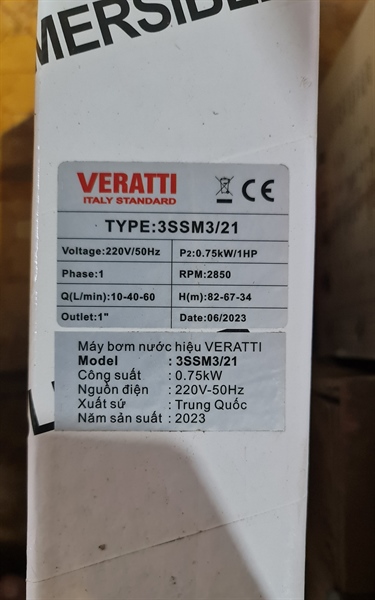 MERSIBLE
VERATTI
ITALY STANDARD
CE
TYPE:3SSM3/21
Voltage:220V/50Hz P2:0.75kW/1HP
Phase:1 RPM:2850
Q(L/min):10-40-60 H(m):82-67-34
Outlet:1" Date:06/2023
Máy bơm nước hiệu VERATTI
Model : 3SSM3/21
Công suất : 0.75kW
Nguồn điện : 220V-50Hz
Xuất sứ : Trung Quốc
Năm sản suất : 2023